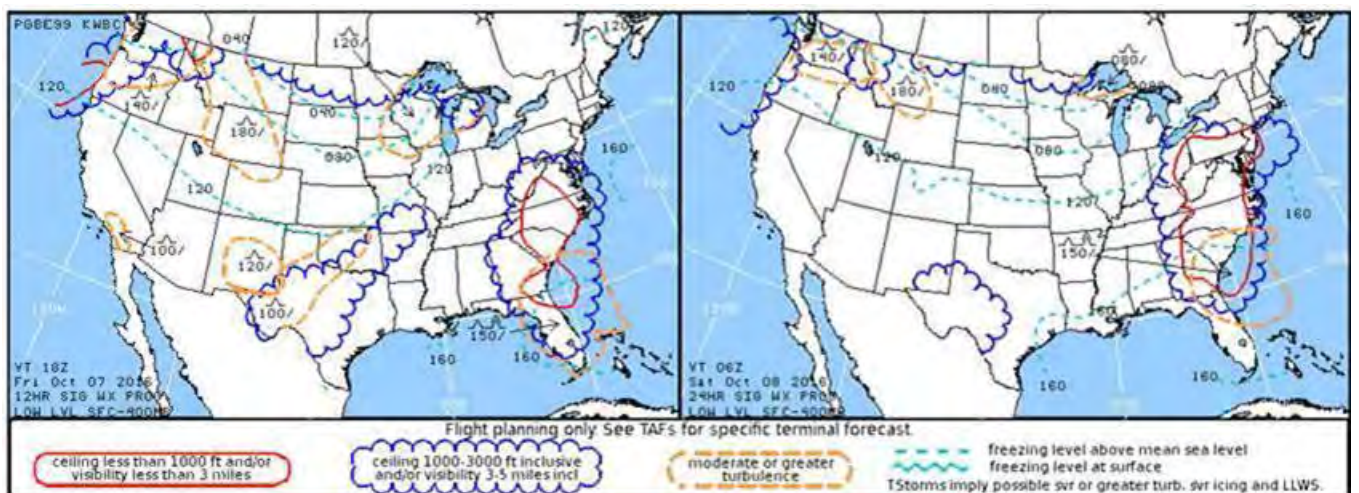 PGBE99 KWBC
040
120/
120
140/
180/
040
080
120
120
100/
120/
100/
150/
160
160
160
VT 18Z
Fri Oct 07 2016
12HR SIG WX PROG
LOW LVL SFC-400MB
120
140/
180/
080/
040
080
120
120/
150/
160
160
160
VT 06Z
Sat Oct 08 2016
24HR SIG WX PROG
LOW LVL SFC-400MB
Flight planning only. See TAFs for specific terminal forecast.
ceiling less than 1000 ft and/or
visibility less than 3 miles
ceiling 1000-3000 ft inclusive
and/or visibility 3-5 miles incl
moderate or greater
turbulence
freezing level above mean sea level
freezing level at surface
TStorms imply possible svr or greater turb, svr icing and LLWS.